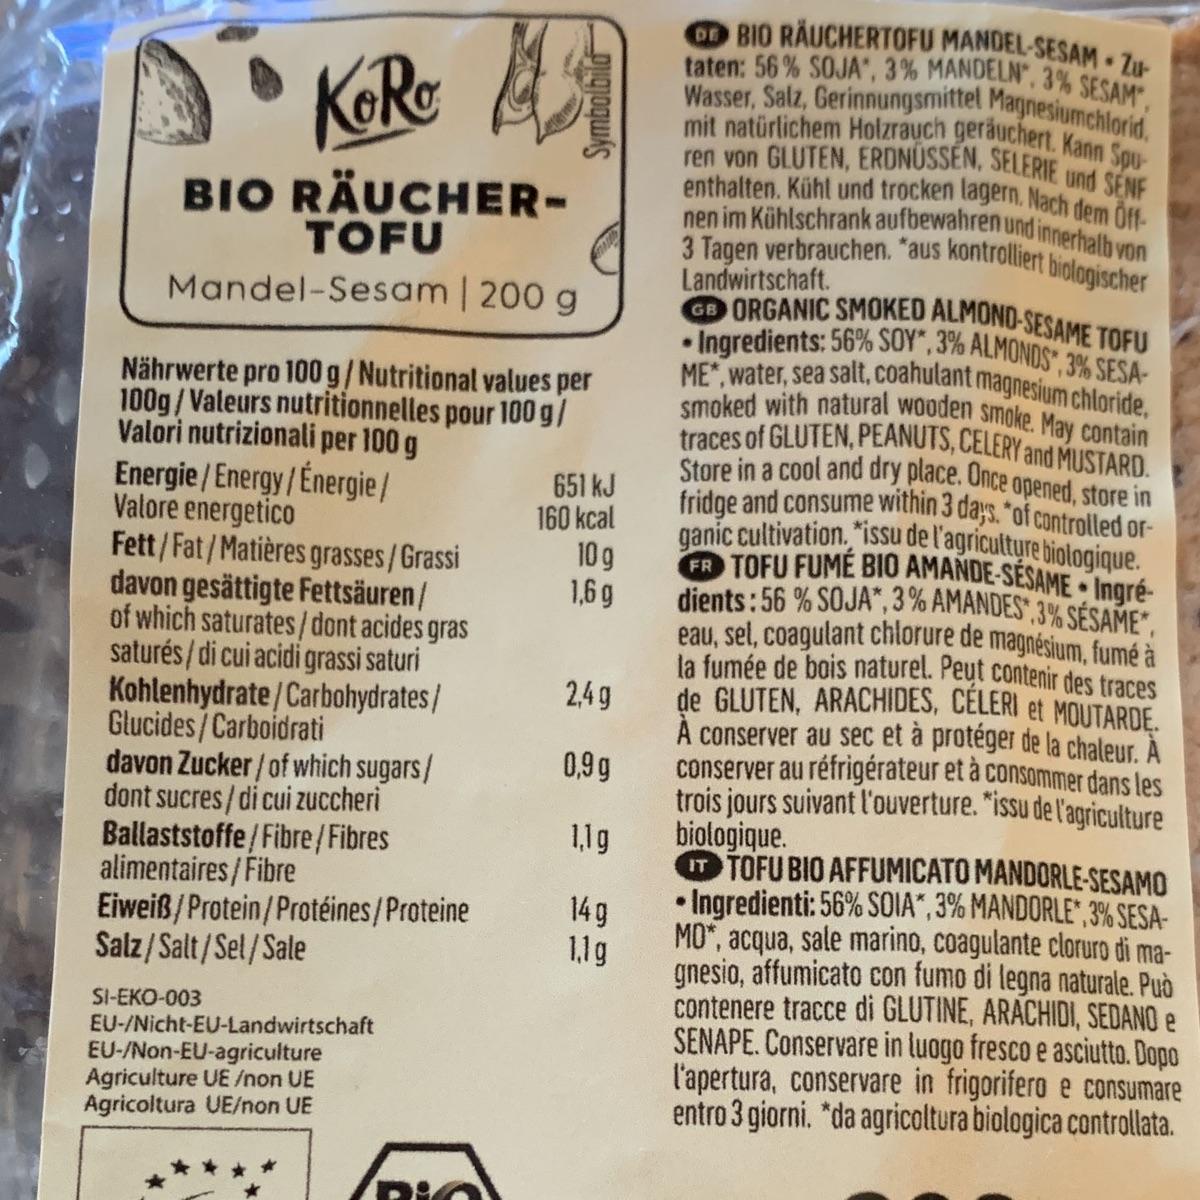 KoRo
Symbolbild
BIO RÄUCHER-
TOFU
Mandel-Sesam | 200 g
Nährwerte pro 100 g / Nutritional values per
100g / Valeurs nutritionnelles pour 100 g /
Valori nutrizionali per 100 g
Energie / Energy / Énergie /
Valore energetico
651 kJ
160 kcal
Fett / Fat / Matières grasses / Grassi 10 g
davon gesättigte Fettsäuren / 1,6 g
of which saturates / dont acides gras
saturés / di cui acidi grassi saturi
Kohlenhydrate / Carbohydrates / 2,4 g
Glucides / Carboidrati
davon Zucker / of which sugars / 0,9 g
dont sucres / di cui zuccheri
Ballaststoffe / Fibre / Fibres 1,1 g
alimentaires / Fibre
Eiweiß / Protein / Protéines / Proteine 14 g
Salz / Salt / Sel / Sale 1,1 g
SI-EKO-003
EU-/Nicht-EU-Landwirtschaft
EU-/Non-EU-agriculture
Agriculture UE /non UE
Agricoltura UE/non UE
Bio
DE BIO RÄUCHERTOFU MANDEL-SESAM • Zu-
taten: 56 % SOJA*, 3% MANDELN*, 3% SESAM*,
Wasser, Salz, Gerinnungsmittel Magnesiumchlorid,
mit natürlichem Holzrauch geräuchert. Kann Spu-
ren von GLUTEN, ERDNÜSSEN, SELERIE und SENF
enthalten. Kühl und trocken lagern. Nach dem Öff-
nen im Kühlschrank aufbewahren und innerhalb von
3 Tagen verbrauchen. *aus kontrolliert biologischer
Landwirtschaft.
GB ORGANIC SMOKED ALMOND-SESAME TOFU
• Ingredients: 56% SOY*, 3% ALMONDS*, 3% SESA-
ME*, water, sea salt, coahulant magnesium chloride,
smoked with natural wooden smoke. May contain
traces of GLUTEN, PEANUTS, CELERY and MUSTARD.
Store in a cool and dry place. Once opened, store in
fridge and consume within 3 days. *of controlled or-
ganic cultivation. *issu de l'agriculture biologique.
FR TOFU FUMÉ BIO AMANDE-SÉSAME • Ingré-
dients : 56 % SOJA*, 3% AMANDES*, 3% SÉSAME*,
eau, sel, coagulant chlorure de magnésium, fumé à
la fumée de bois naturel. Peut contenir des traces
de GLUTEN, ARACHIDES, CÉLERI et MOUTARDE.
À conserver au sec et à protéger de la chaleur. À
conserver au réfrigérateur et à consommer dans les
trois jours suivant l'ouverture. *issu de l'agriculture
biologique.
IT TOFU BIO AFFUMICATO MANDORLE-SESAMO
• Ingredienti: 56% SOIA*, 3% MANDORLE*, 3% SESA-
MO*, acqua, sale marino, coagulante cloruro di ma-
gnesio, affumicato con fumo di legna naturale. Può
contenere tracce di GLUTINE, ARACHIDI, SEDANO e
SENAPE. Conservare in luogo fresco e asciutto. Dopo
l'apertura, conservare in frigorifero e consumare
entro 3 giorni. *da agricoltura biologica controllata.